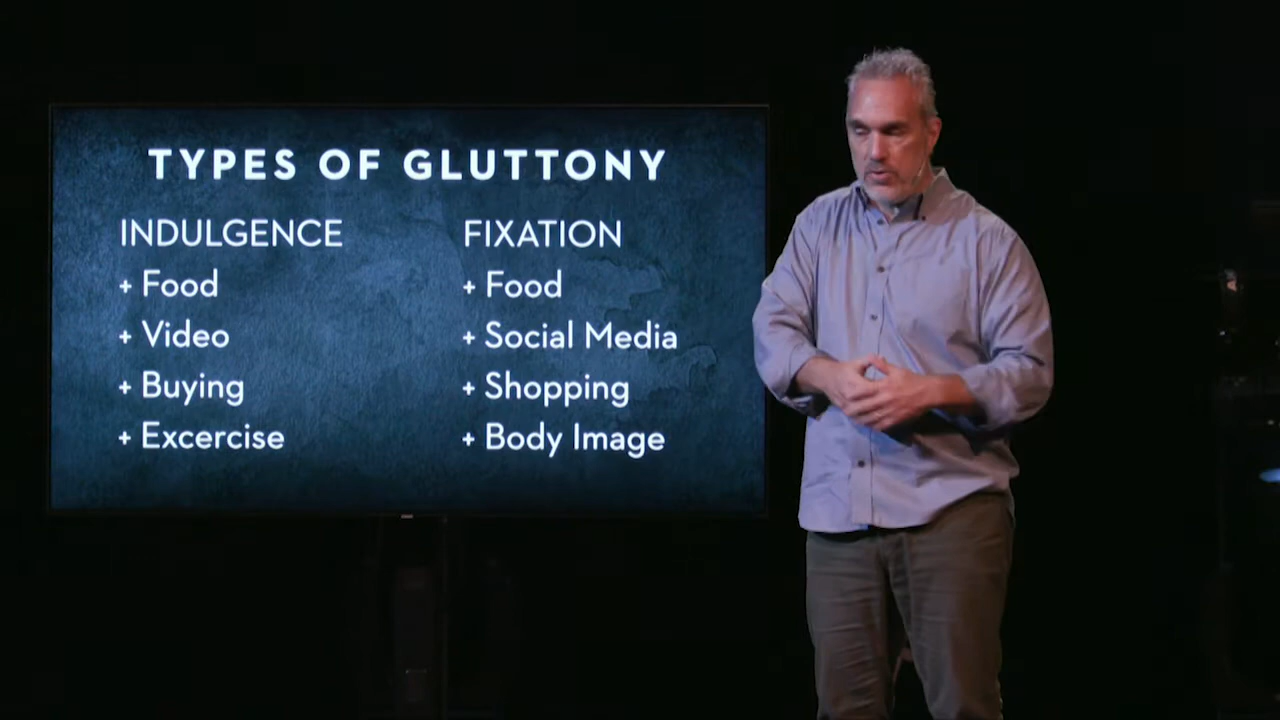 TYPES OF GLUTTONY
INDULGENCE
+ Food
+ Video
+ Buying
+ Excercise
FIXATION
+ Food
+ Social Media
+ Shopping
+ Body Image